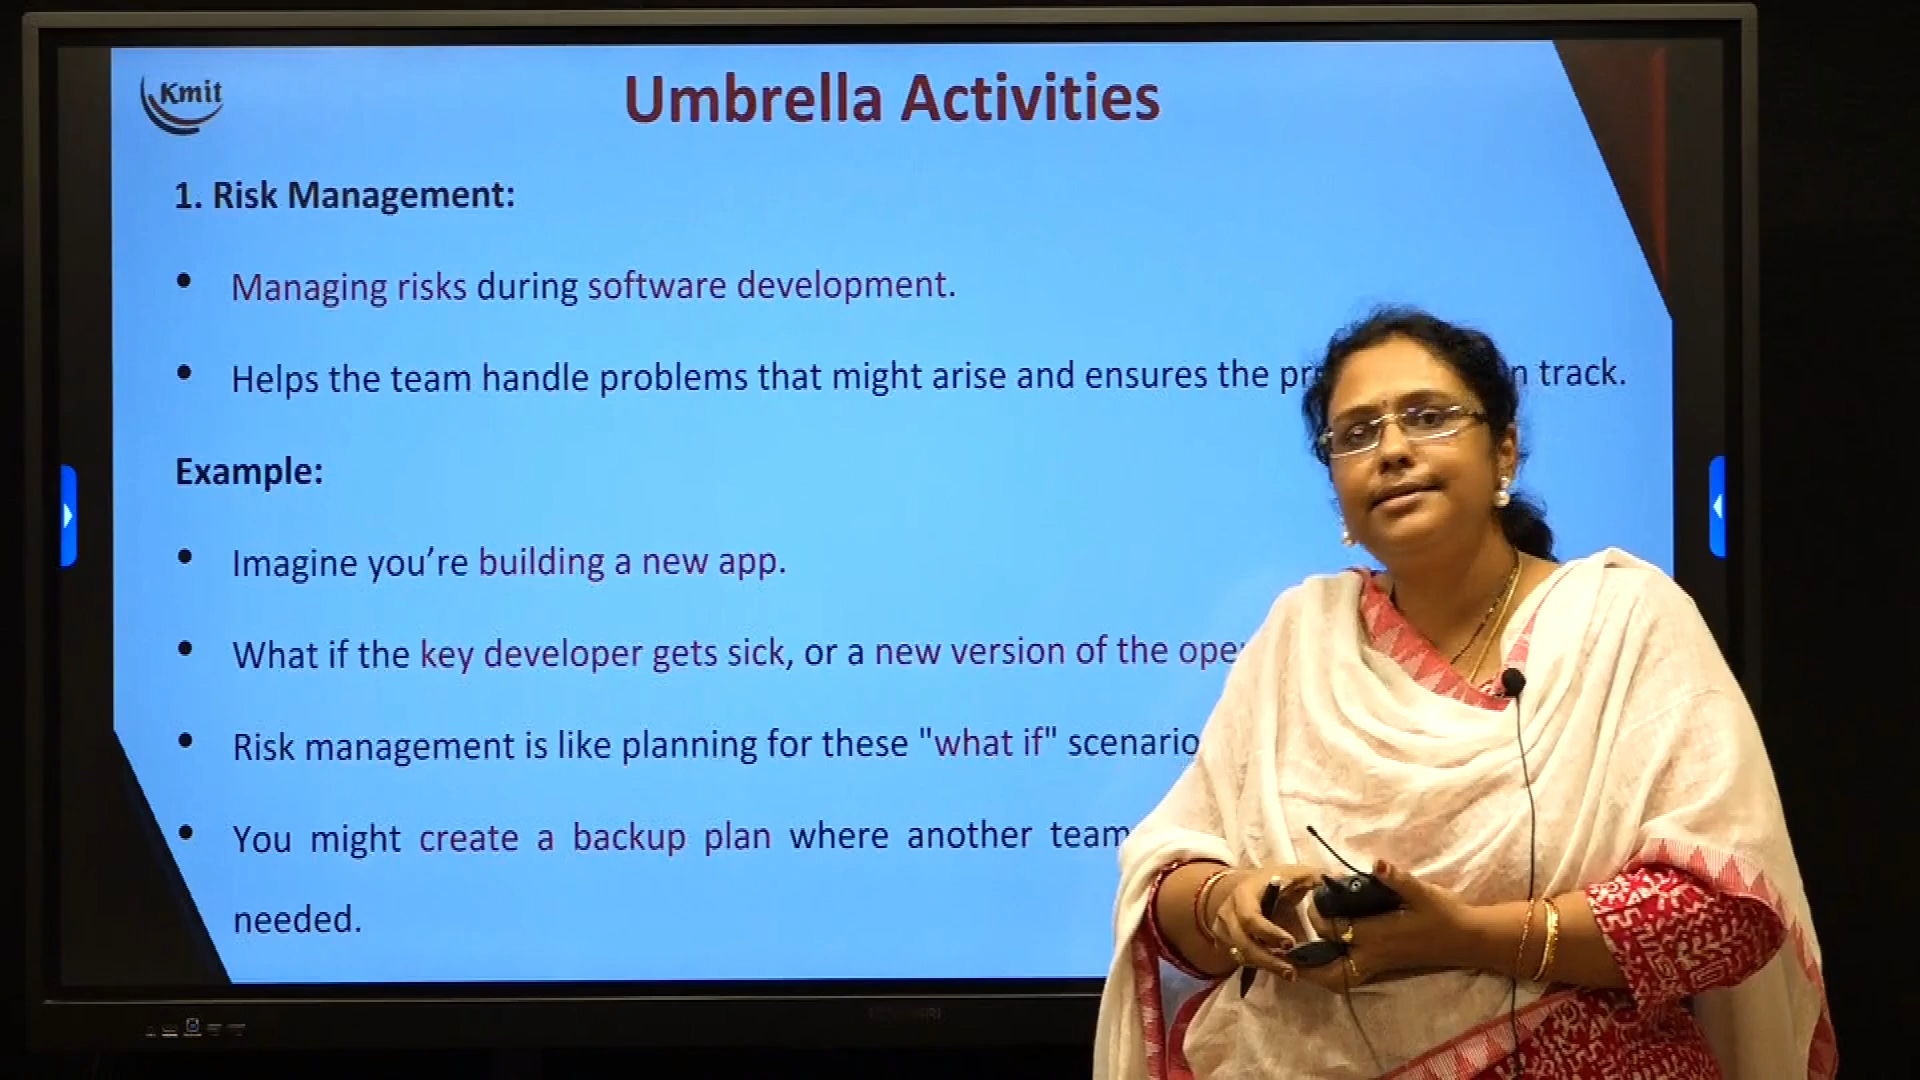 Kmit
Umbrella Activities
1. Risk Management:
• Managing risks during software development.
• Helps the team handle problems that might arise and ensures the track.
Example:
• Imagine you’re building a new app.
• What if the key developer gets sick, or a new version of the
• Risk management is like planning for these "what if"
• You might create a backup plan where another team
needed.